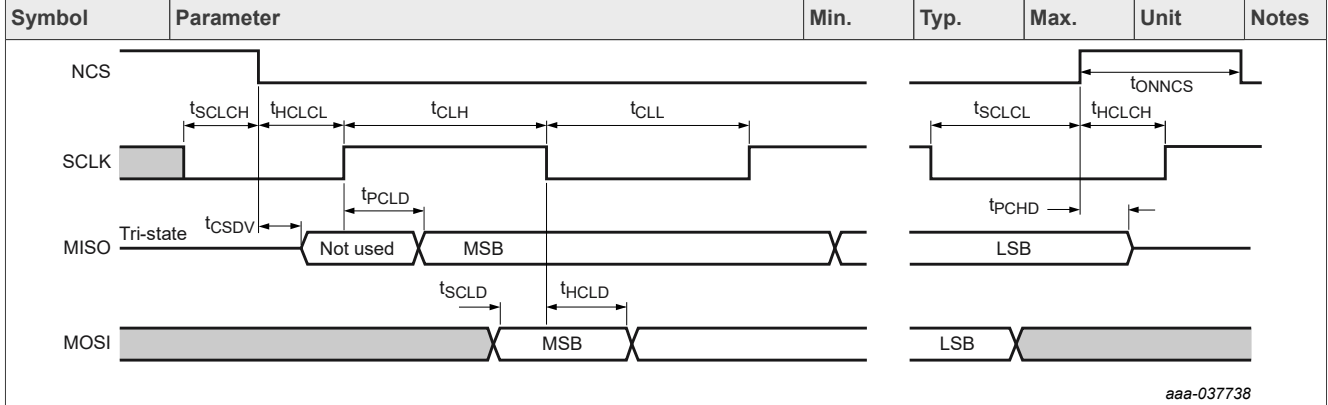 Symbol Parameter Min. Typ. Max. Unit Notes
NCS
tONNCS
tSCLCH tHCLCL tCLH tCLL tSCLCL tHCLCH
SCLK
tPCLD tPCHD
tCSDV
Tri-state
MISO Not used MSB LSB
tSCLD tHCLD
MOSI MSB LSB
aaa-037738